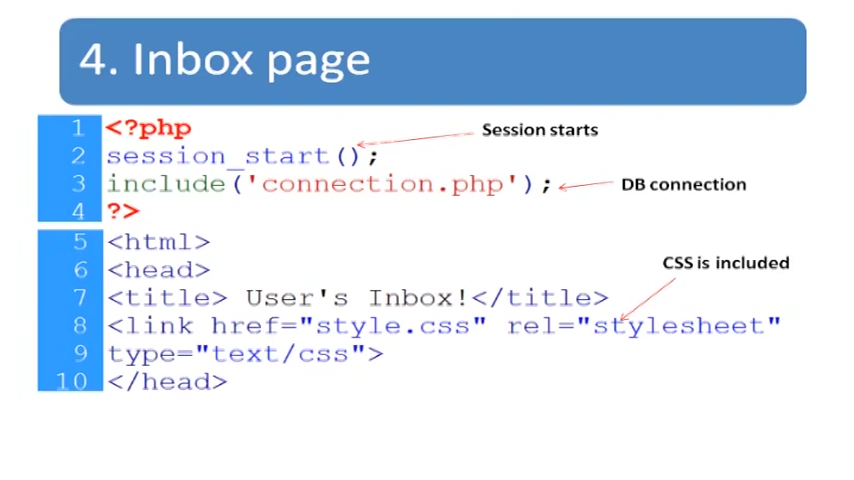 4. Inbox page
1 <?php
Session starts
2 session_start();
3 include('connection.php');
DB connection
4 ?>
5 <html>
6 <head>
CSS is included
7 <title> User's Inbox!</title>
8 <link href="style.css" rel="stylesheet"
9 type="text/css">
10 </head>